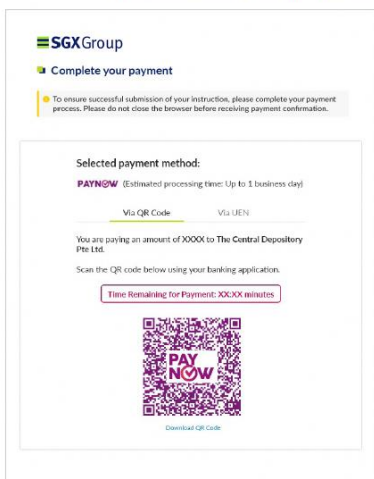 SGXGroup
Complete your payment
To ensure successful submission of your instruction, please complete your payment
process. Please do not close the browser before receiving payment confirmation.
Selected payment method:
PAYNOW (Estimated processing time: Up to 1 business day)
Via QR Code Via UEN
You are paying an amount of XXXX to The Central Depository
Pte Ltd.
Scan the QR code below using your banking application.
Time Remaining for Payment: XX:XX minutes
PAY
NOW
Download QR Code